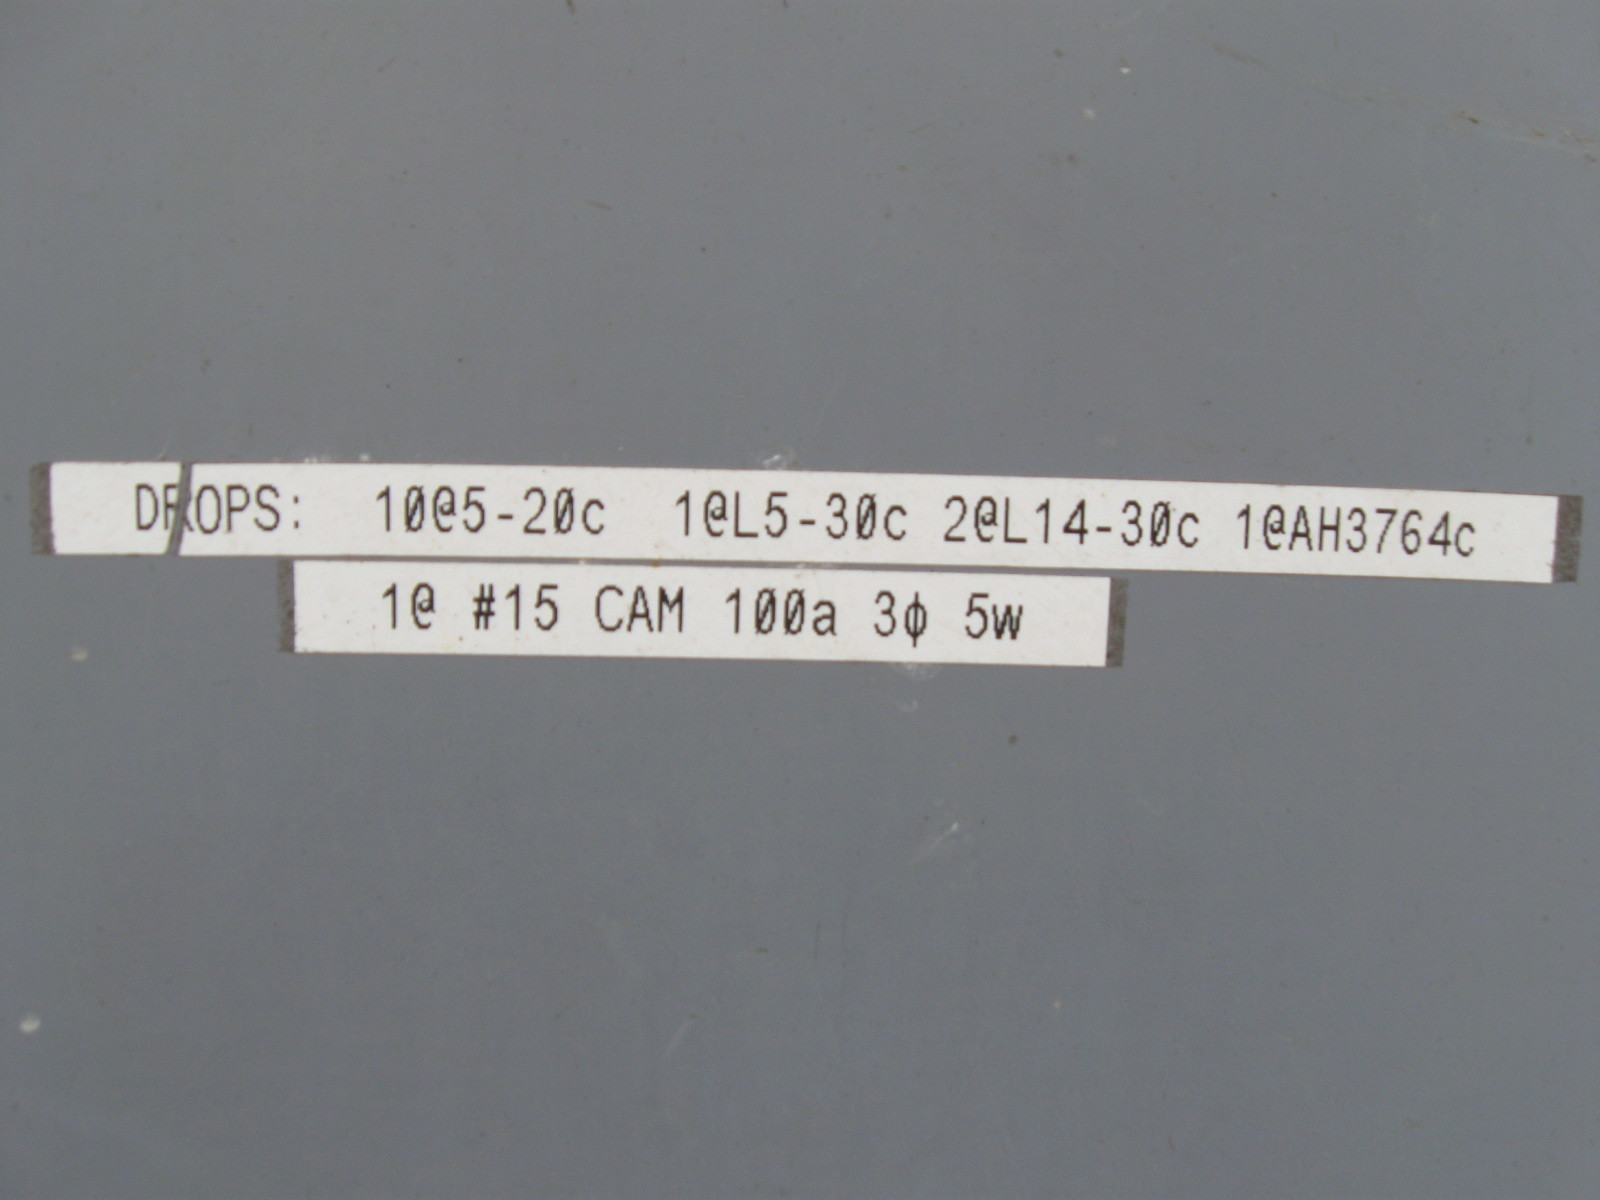 DROPS: 10@5-20c 1@L5-30c 2@L14-30c 1@AH3764c
1@ #15 CAM 100a 3φ 5w